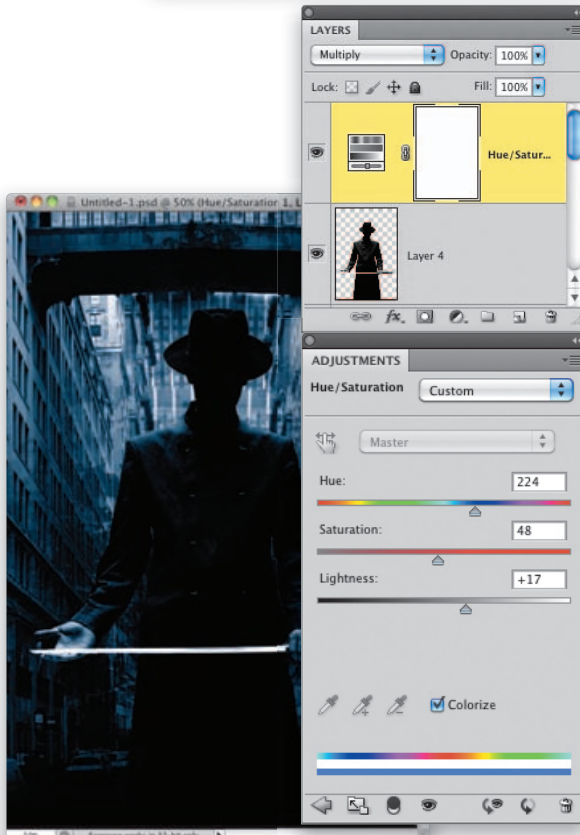 LAYERS
Multiply Opacity: 100%
Lock: Fill: 100%
Hue/Satur...
Layer 4
Untitled-1.psd @ 50% (Hue/Saturation 1, L
ADJUSTMENTS
Hue/Saturation Custom
Master
Hue: 224
Saturation: 48
Lightness: +17
Colorize